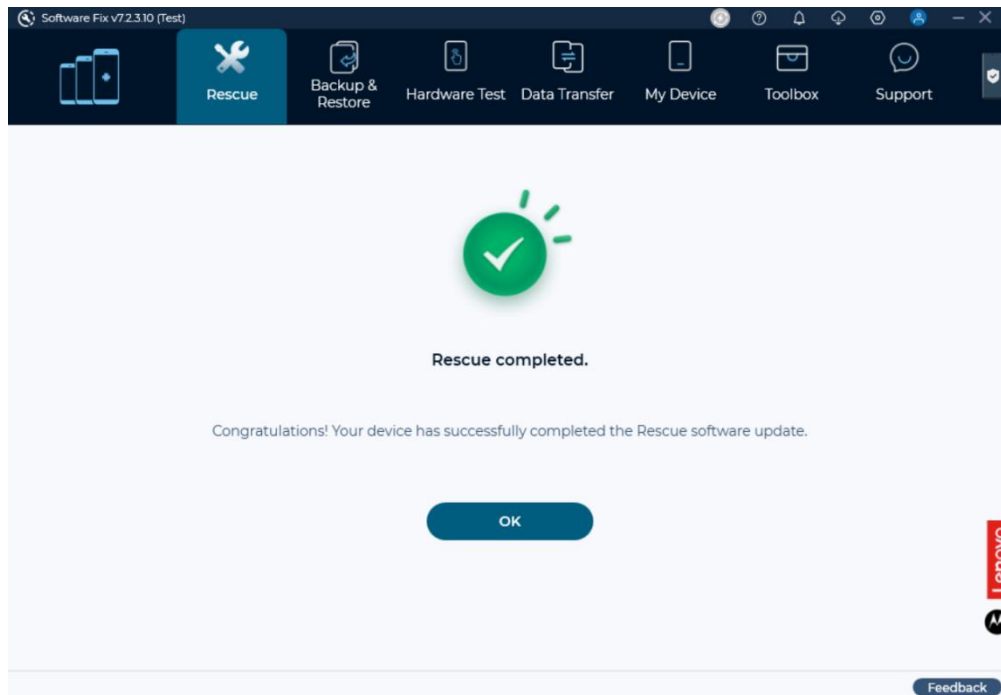 Software Fix v7.2.3.10 (Test)
Rescue
Backup &
Restore
Hardware Test
Data Transfer
My Device
Toolbox
Support
Rescue completed.
Congratulations! Your device has successfully completed the Rescue software update.
OK
Lenovo
Feedback